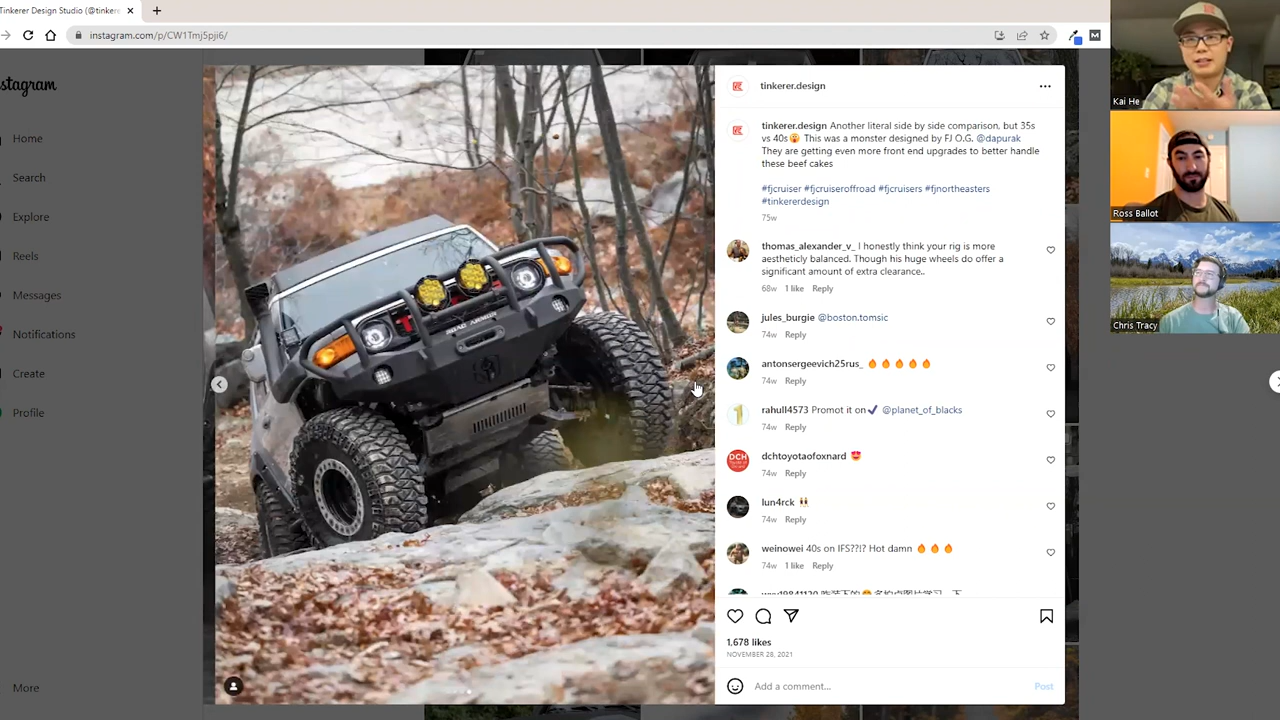 Tinkerer Design Studio (@tinkere
instagram.com/p/CW1Tmj5pji6/
nstagram
Home
Search
Explore
Reels
Messages
Notifications
Create
Profile
More
ROAD ARMOR
tinkerer.design
tinkerer.design Another literal side by side comparison, but 35s
vs 40s😱 This was a monster designed by FJ O.G. @dapurak
They are getting even more front end upgrades to better handle
these beef cakes
#fjcruiser #fjcruiseroffroad #fjcruisers #fjnortheasters
#tinkererdesign
75w
thomas_alexander_v_ I honestly think your rig is more
aestheticly balanced. Though his huge wheels do offer a
significant amount of extra clearance..
68w 1 like Reply
jules_burgie @boston.tomsic
74w Reply
antonsergeevich25rus_ 🔥🔥🔥🔥🔥
74w Reply
rahull4573 Promot it on✔ @planet_of_blacks
74w Reply
DCH
dchtoyotaofoxnard 😍
74w Reply
lun4rck 👯
74w Reply
weinowei 40s on IFS??!? Hot damn 🔥🔥🔥
74w 1 like Reply
1,678 likes
NOVEMBER 28, 2021
Add a comment...
Post
Kai He
Ross Ballot
Chris Tracy